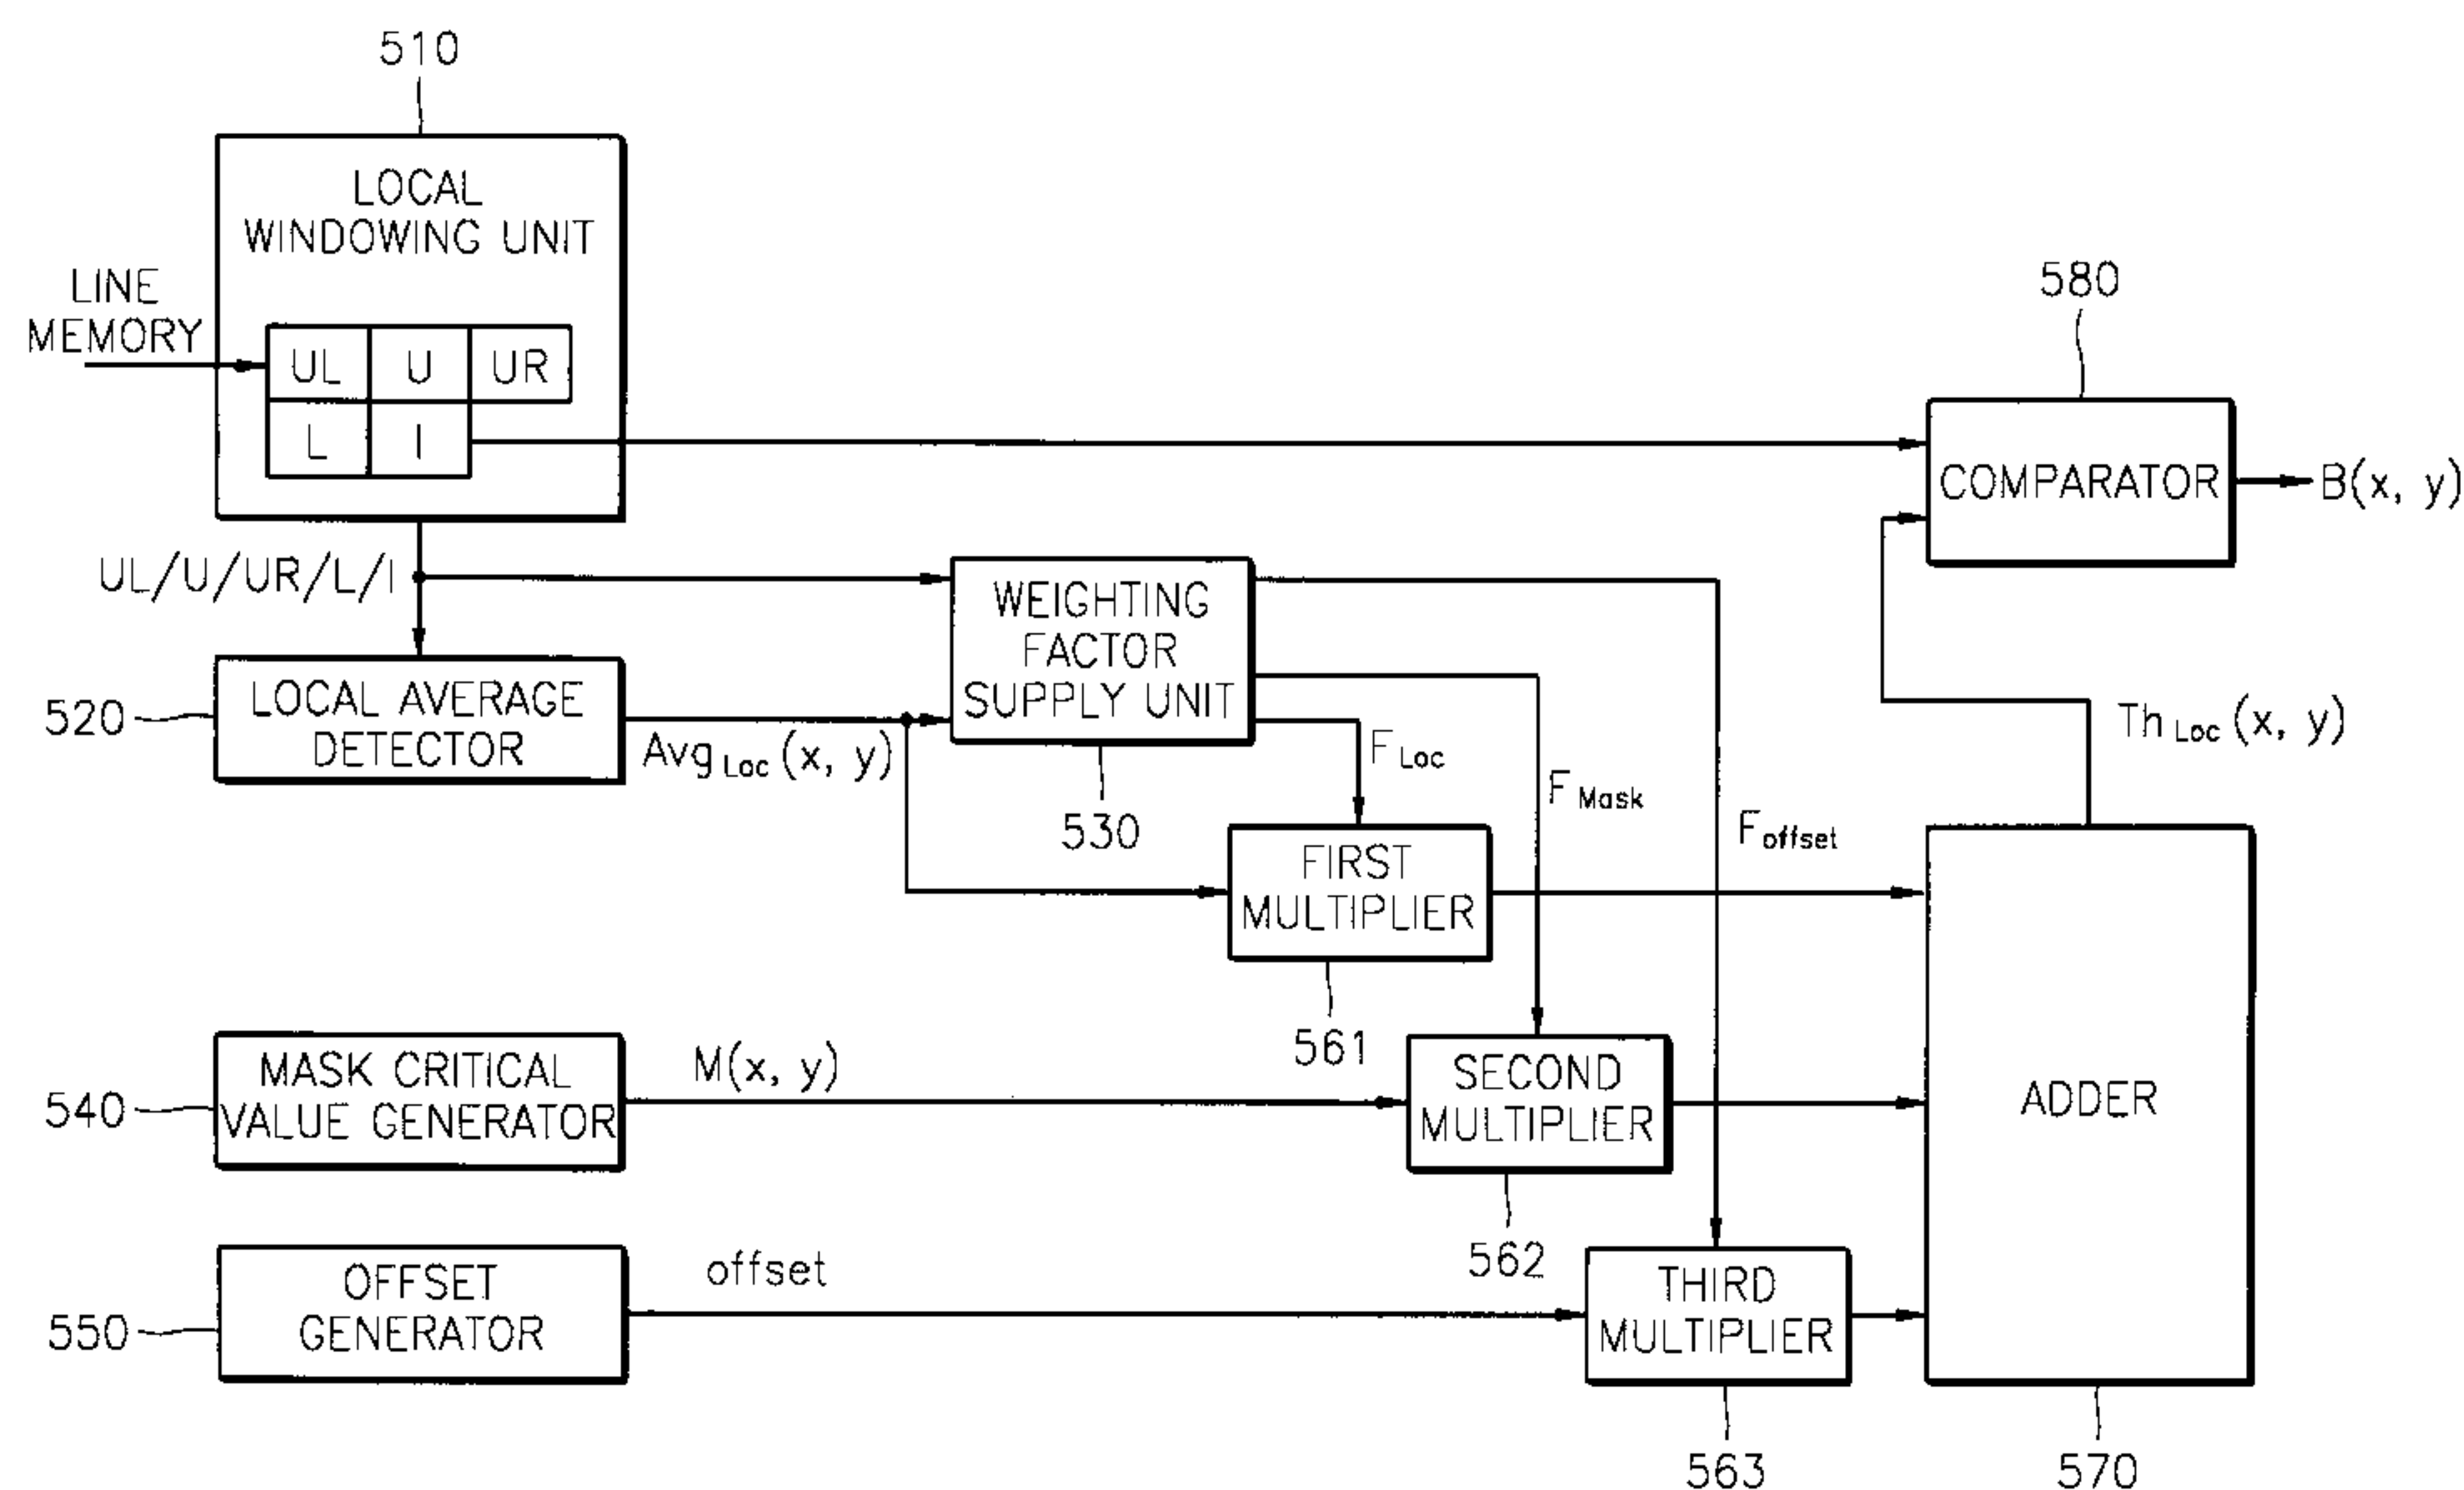 510
LOCAL
WINDOWING UNIT
LINE
MEMORY
UL U UR
L I
580
COMPARATOR
B(x, y)
UL/U/UR/L/I
WEIGHTING
FACTOR
SUPPLY UNIT
530
520
LOCAL AVERAGE
DETECTOR
Avg Loc (x, y)
F Loc
F Mask
F offset
Th Loc (x, y)
FIRST
MULTIPLIER
561
540
MASK CRITICAL
VALUE GENERATOR
M(x, y)
SECOND
MULTIPLIER
562
ADDER
550
OFFSET
GENERATOR
offset
THIRD
MULTIPLIER
563
570